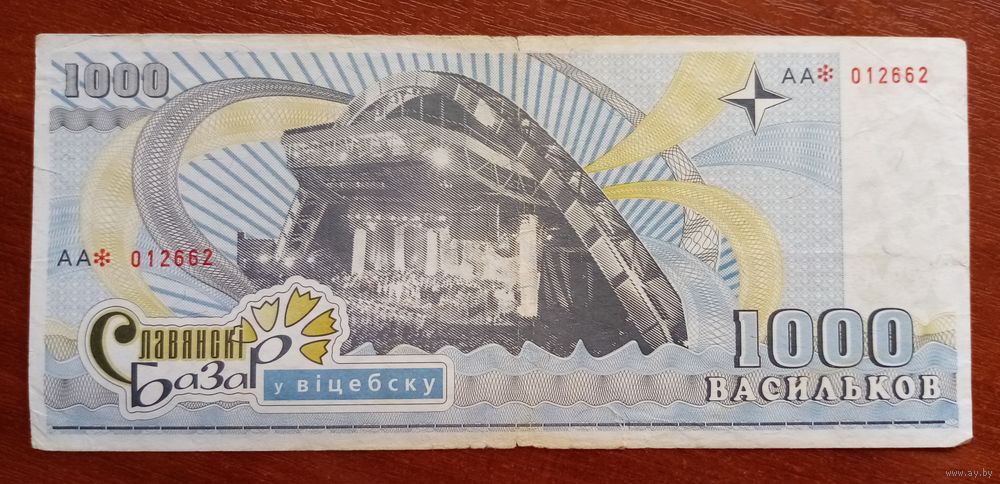 1000
АА* 012662
АА* 012662
Славянскі
Базар
у віцебску
1000
ВАСИЛЬКОВ
www.ay.by